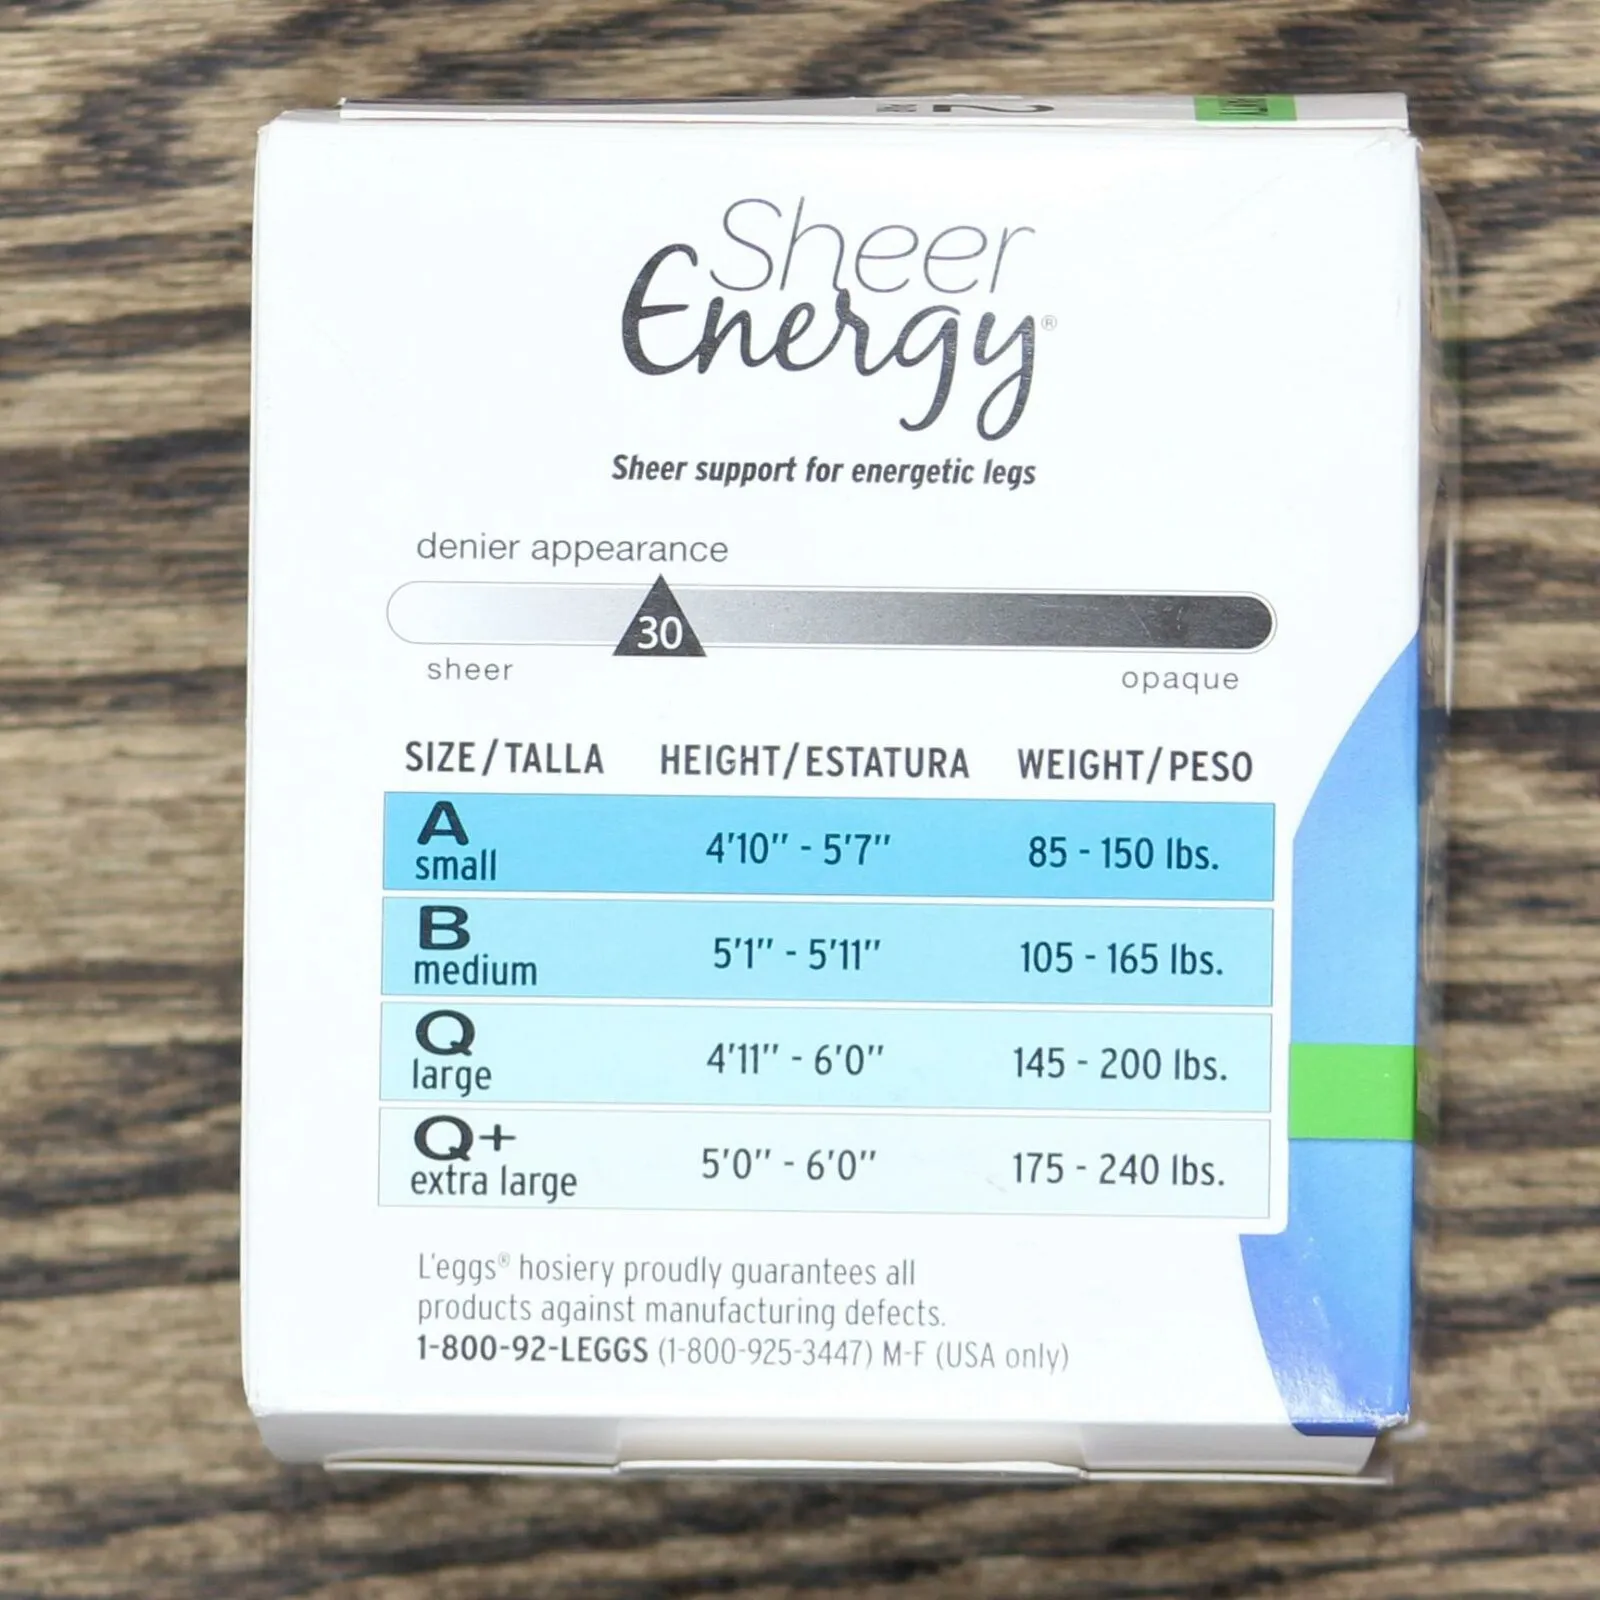 2
Sheer
Energy®
Sheer support for energetic legs
denier appearance
30
sheer
opaque
SIZE/TALLA HEIGHT/ESTATURA WEIGHT/PESO
A
small
4'10" - 5'7"
85 - 150 lbs.
B
medium
5'1" - 5'11"
105 - 165 lbs.
Q
large
4'11" - 6'0"
145 - 200 lbs.
Q+
extra large
5'0" - 6'0"
175 - 240 lbs.
L'eggs® hosiery proudly guarantees all
products against manufacturing defects.
1-800-92-LEGGS (1-800-925-3447) M-F (USA only)